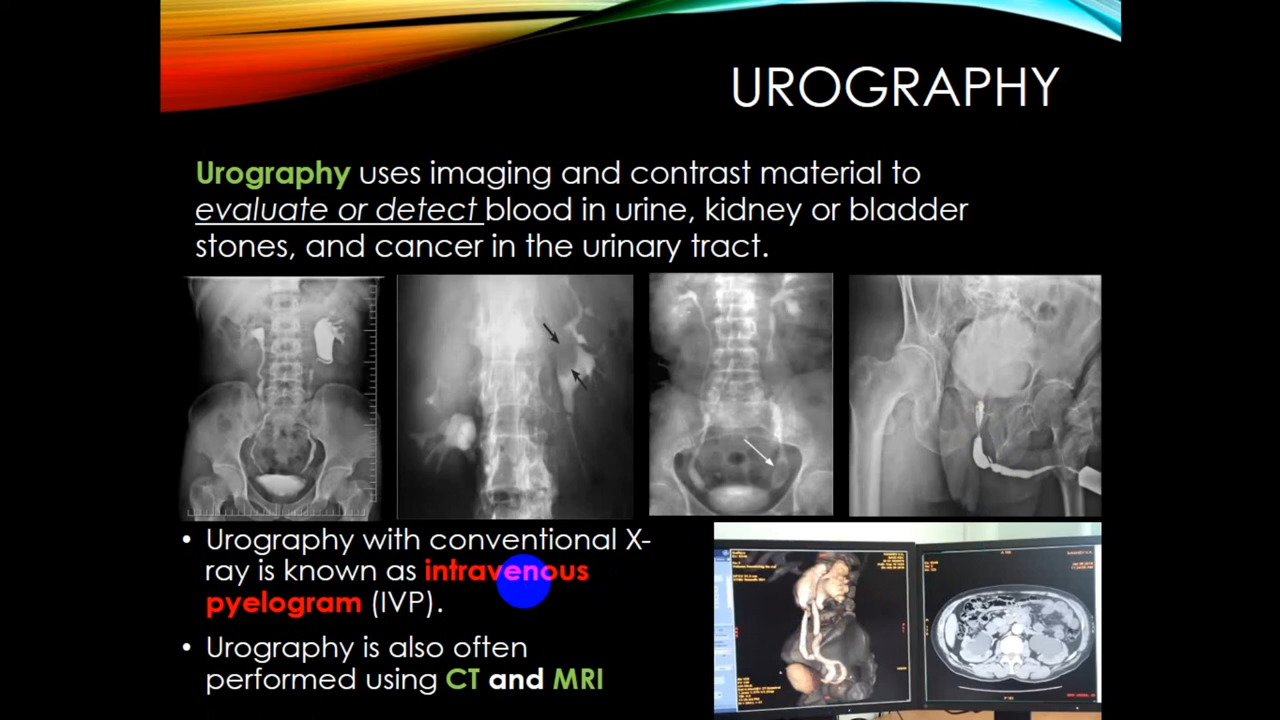 UROGRAPHY
Urography uses imaging and contrast material to
evaluate or detect blood in urine, kidney or bladder
stones, and cancer in the urinary tract.
• Urography with conventional X-
ray is known as intravenous
pyelogram (IVP).
• Urography is also often
performed using CT and MRI